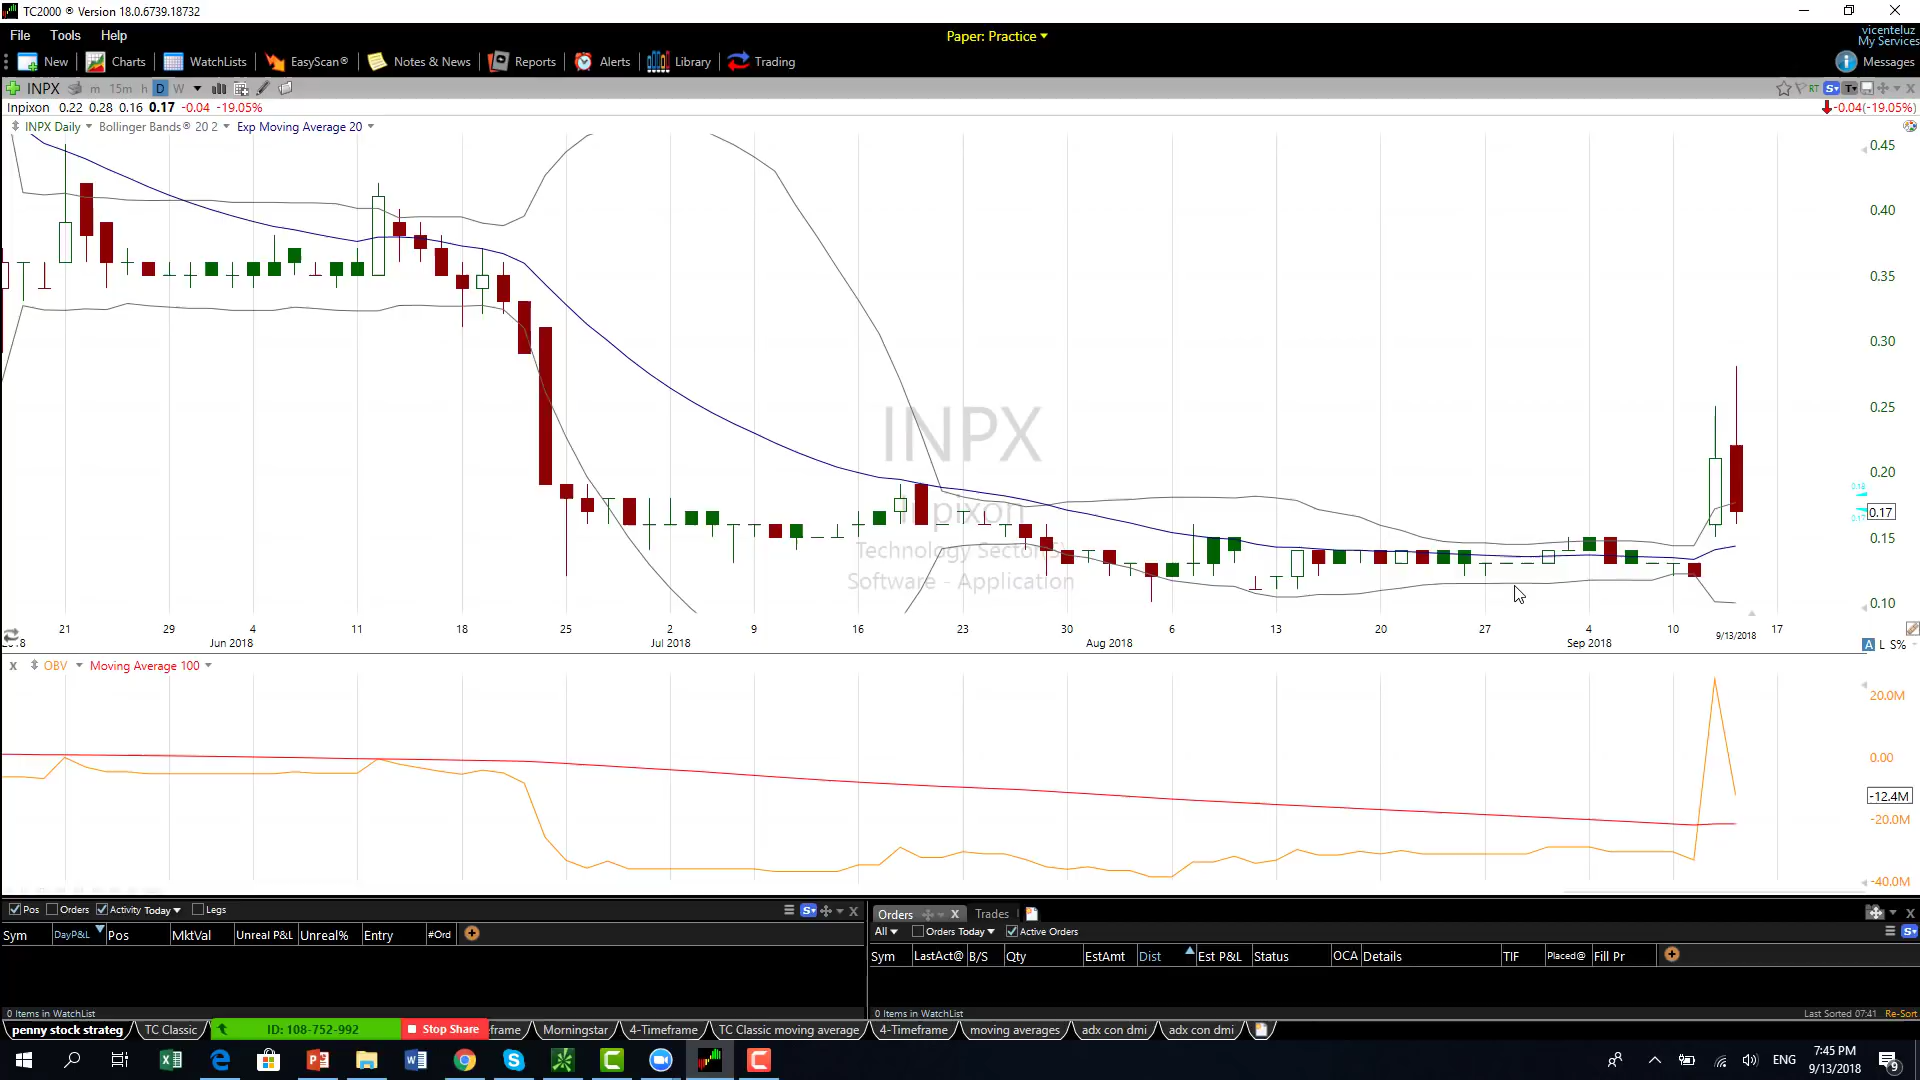 TC2000 ® Version 18.0.6739.18732
File Tools Help
Paper: Practice
vicenteluz
My Services
New Charts WatchLists EasyScan® Notes & News Reports Alerts Library Trading
Messages
INPX m 15m h D W
RT S T
Inpixon 0.22 0.28 0.16 0.17 -0.04 -19.05%
-0.04(-19.05%)
INPX Daily Bollinger Bands® 20 2 Exp Moving Average 20
0.45
0.40
0.35
0.30
0.25
0.20
0.18
0.17
0.17
0.15
0.10
INPX
Inpixon
Technology Sector(S)
Software - Application
21 29 4 11 18 25 2 9 16 23 30 6 13 20 27 4 10 9/13/2018 17
Jun 2018 Jul 2018 Aug 2018 Sep 2018
A L S%
x OBV Moving Average 100
20.0M
0.00
-12.4M
-20.0M
-40.0M
Pos Orders Activity Today Legs
S
Sym DayP&L Pos MktVal Unreal P&L Unreal% Entry #Ord
0 Items in WatchList
Orders X Trades
All Orders Today Active Orders
S
Sym LastAct@ B/S Qty EstAmt Dist Est P&L Status OCA Details TIF Placed@ Fill Pr
0 Items in WatchList
Last Sorted 07:41 Re-Sort
penny stock strateg TC Classic ID: 108-752-992 Stop Share eframe Morningstar 4-Timeframe TC Classic moving average 4-Timeframe moving averages adx con dmi adx con dmi
ENG
7:45 PM
9/13/2018
9